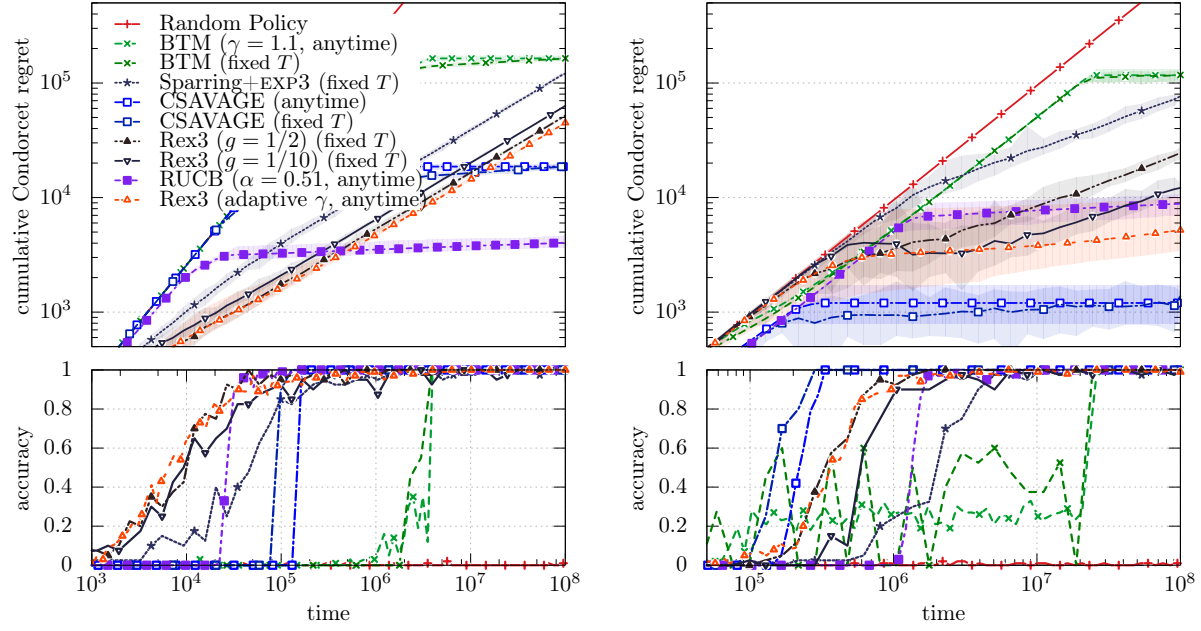 cumulative Condorcet regret
10^5
10^4
10^3
Random Policy
BTM (γ = 1.1, anytime)
BTM (fixed T)
Sparring+EXP3 (fixed T)
CSAVAGE (anytime)
CSAVAGE (fixed T)
Rex3 (g = 1/2) (fixed T)
Rex3 (g = 1/10) (fixed T)
RUCB (α = 0.51, anytime)
Rex3 (adaptive γ, anytime)
cumulative Condorcet regret
10^5
10^4
10^3
accuracy
1
0.8
0.6
0.4
0.2
0
10^3 10^4 10^5 10^6 10^7 10^8
time
accuracy
1
0.8
0.6
0.4
0.2
0
10^5 10^6 10^7 10^8
time